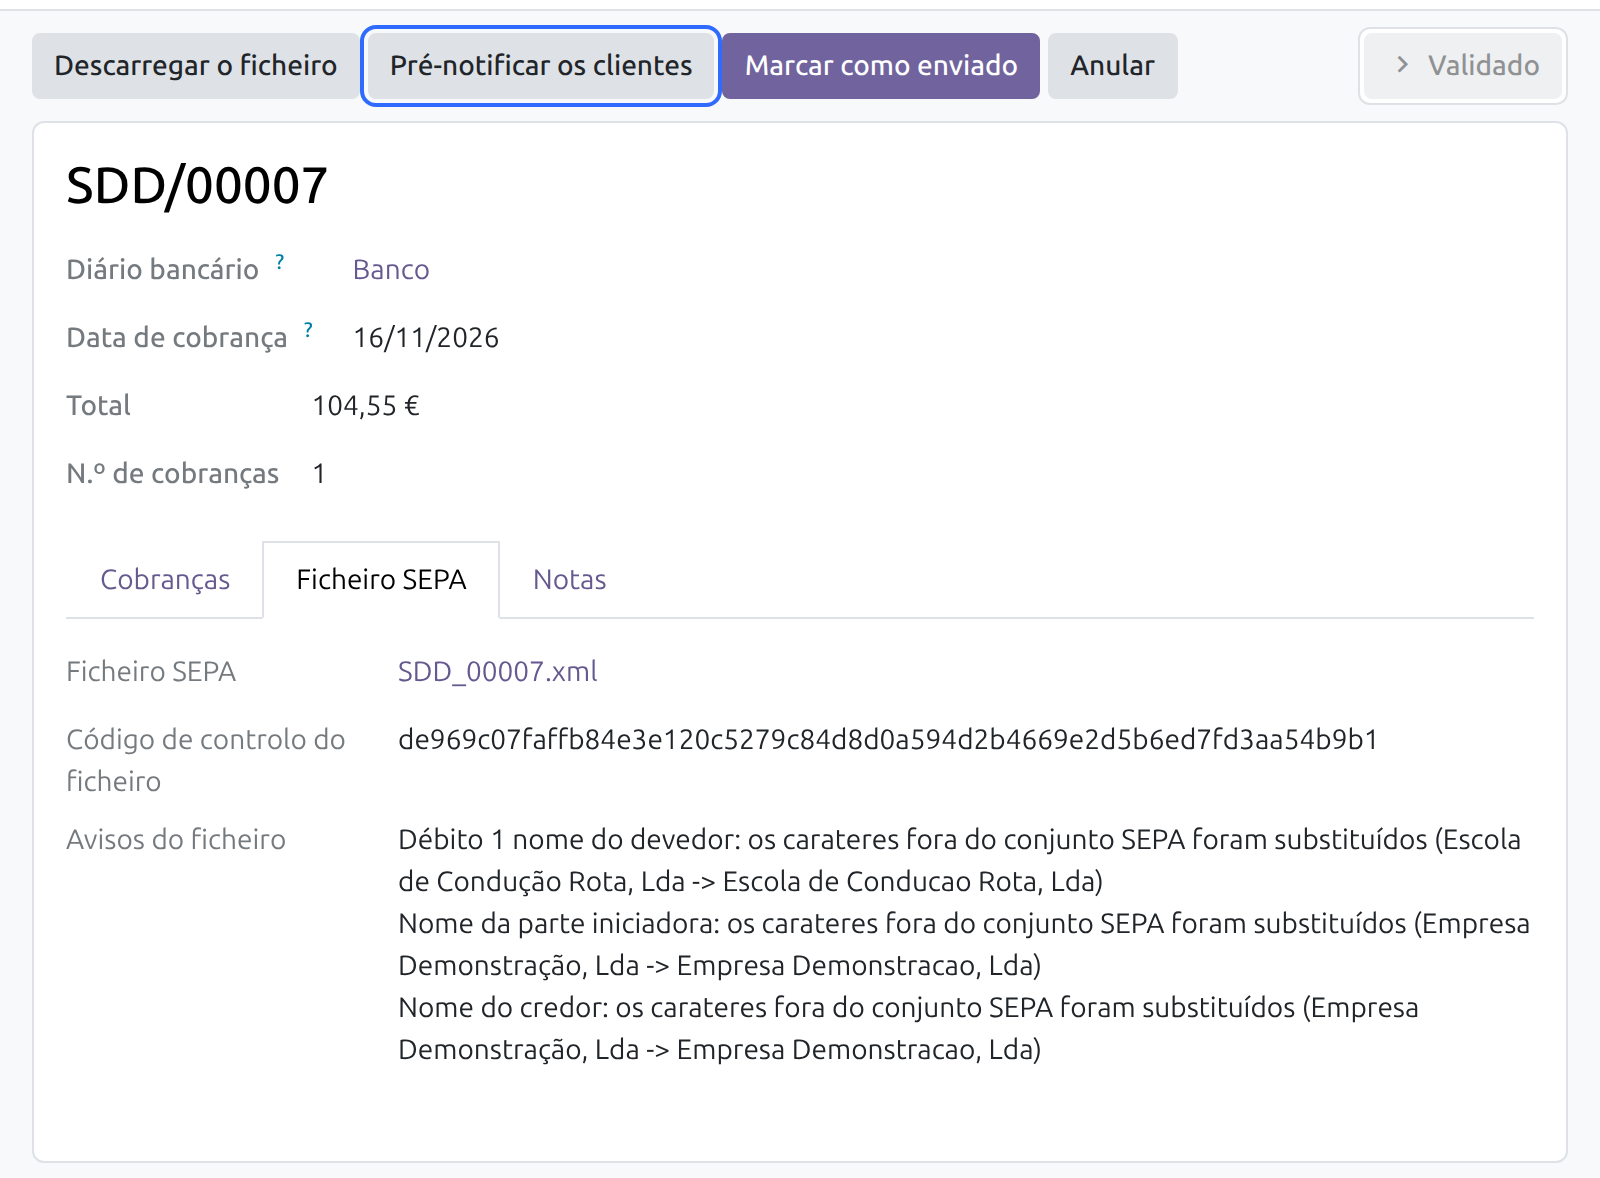 Descarregar o ficheiro
Pré-notificar os clientes
Marcar como enviado
Anular
Validado
SDD/00007
Diário bancário ?
Banco
Data de cobrança ?
16/11/2026
Total
104,55 €
N.º de cobranças
1
Cobranças
Ficheiro SEPA
Notas
Ficheiro SEPA
SDD_00007.xml
Código de controlo do
ficheiro
de969c07faffb84e3e120c5279c84d8d0a594d2b4669e2d5b6ed7fd3aa54b9b1
Avisos do ficheiro
Débito 1 nome do devedor: os carateres fora do conjunto SEPA foram substituídos (Escola
de Condução Rota, Lda -> Escola de Conducao Rota, Lda)
Nome da parte iniciadora: os carateres fora do conjunto SEPA foram substituídos (Empresa
Demonstração, Lda -> Empresa Demonstracao, Lda)
Nome do credor: os carateres fora do conjunto SEPA foram substituídos (Empresa
Demonstração, Lda -> Empresa Demonstracao, Lda)